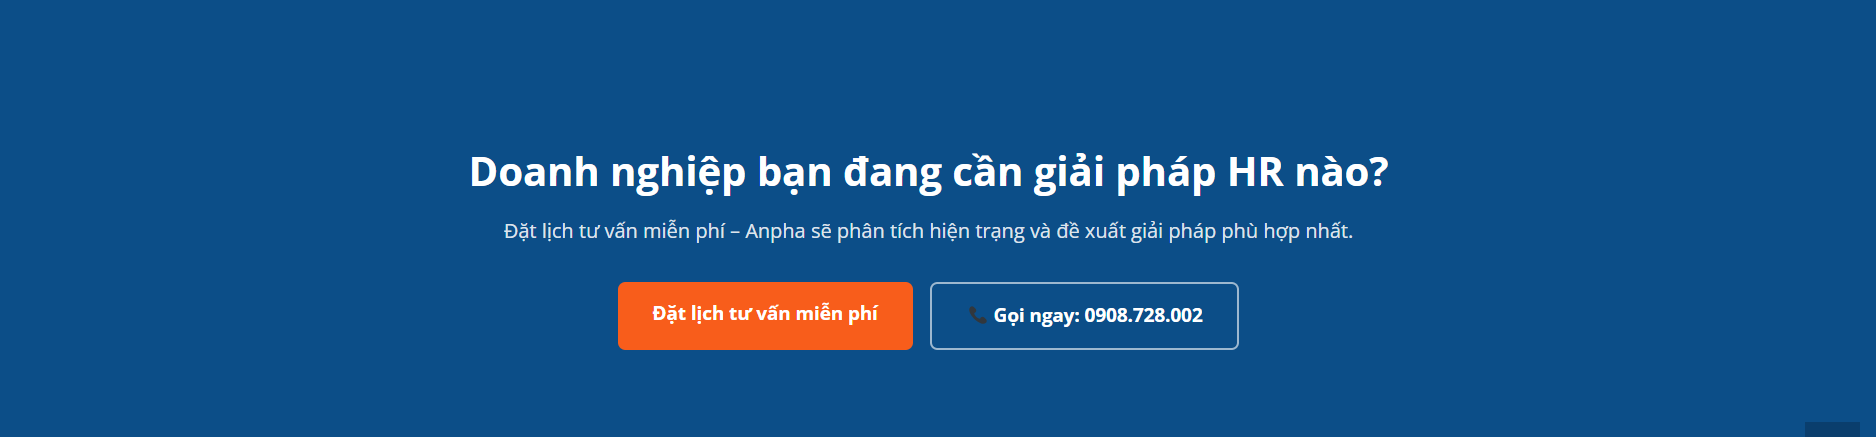 Doanh nghiệp bạn đang cần giải pháp HR nào?
Đặt lịch tư vấn miễn phí – Anpha sẽ phân tích hiện trạng và đề xuất giải pháp phù hợp nhất.
Đặt lịch tư vấn miễn phí
📞 Gọi ngay: 0908.728.002